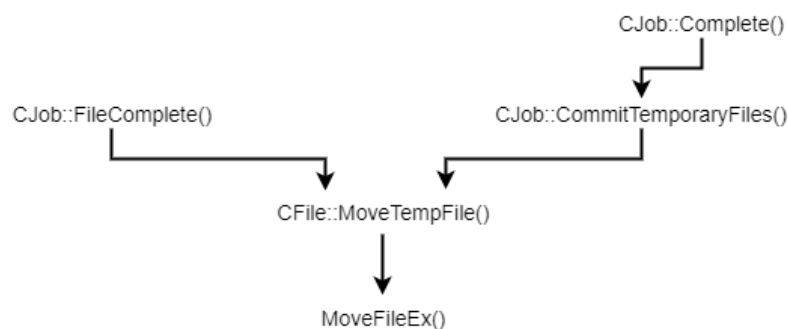 CJob::Complete()
CJob::FileComplete()
CJob::CommitTemporaryFiles()
CFile::MoveTempFile()
MoveFileEx()